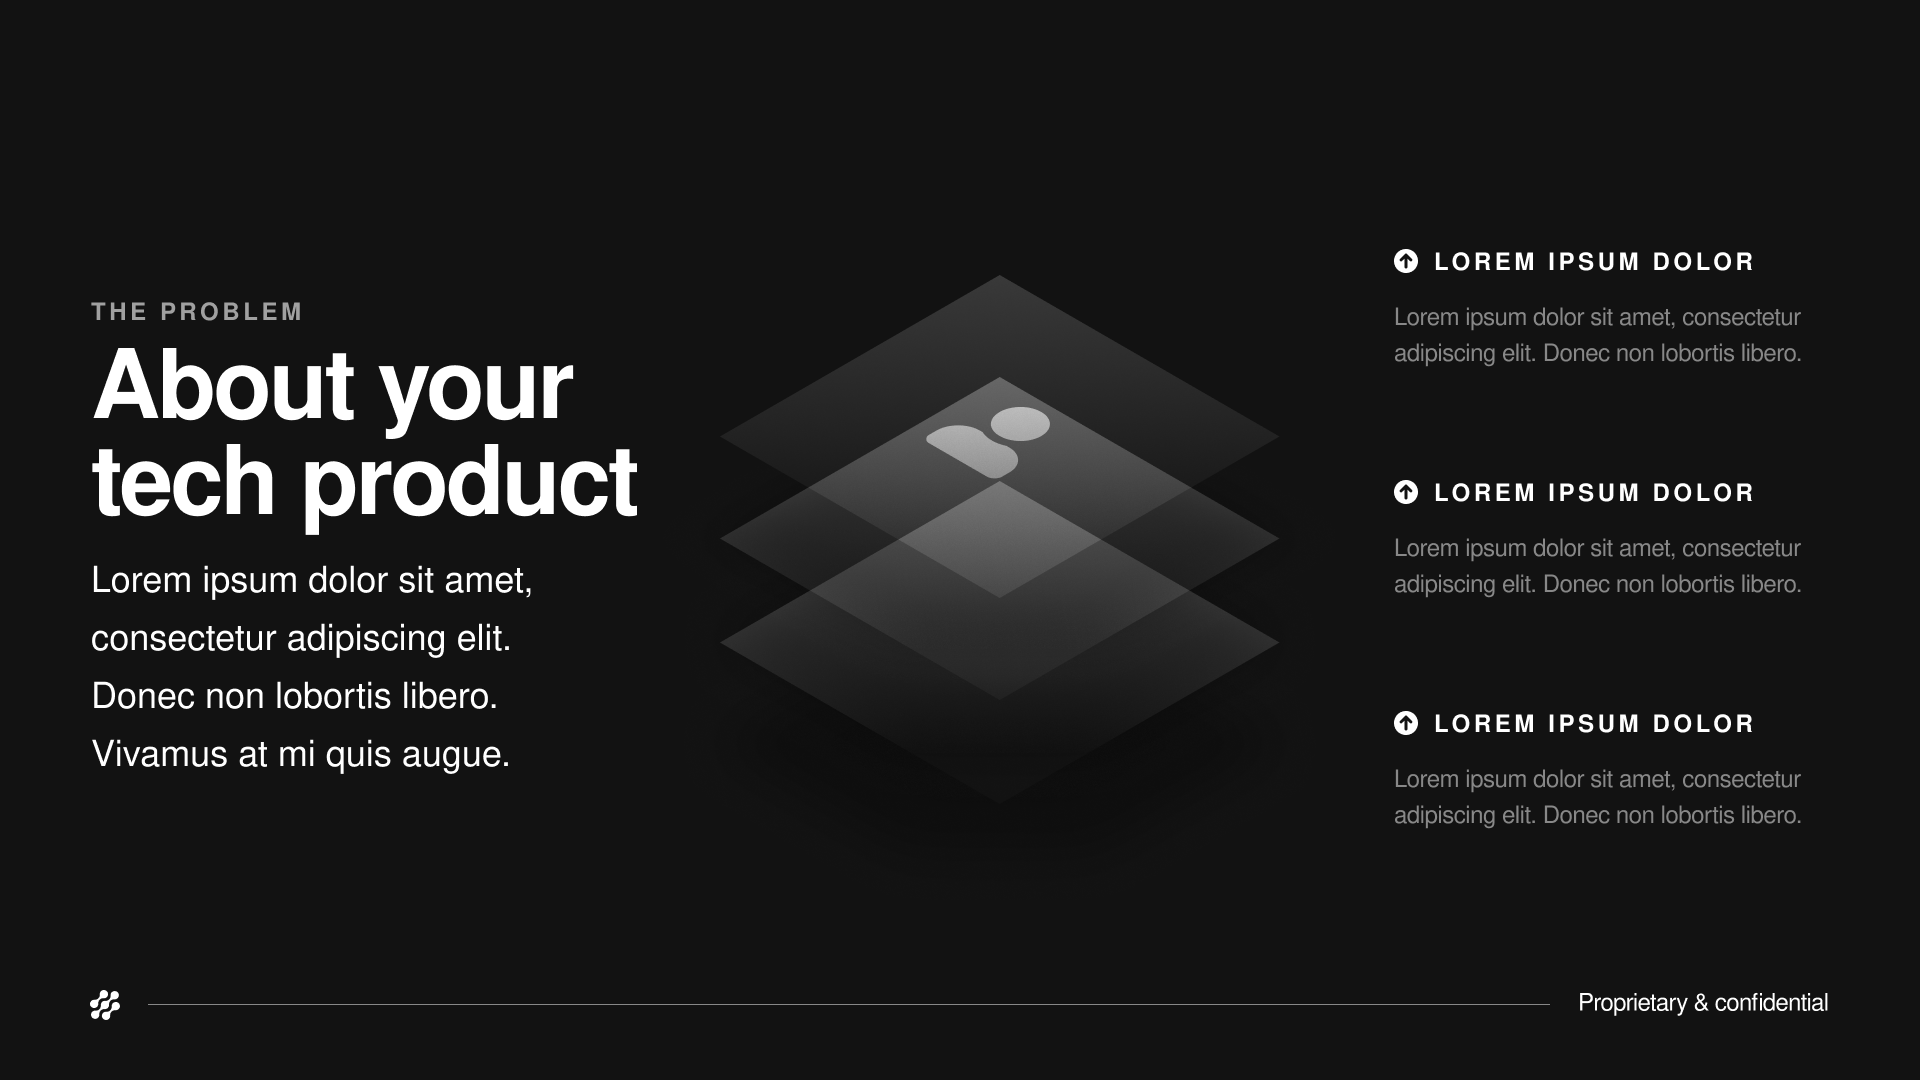 THE PROBLEM
About your
tech product
Lorem ipsum dolor sit amet,
consectetur adipiscing elit.
Donec non lobortis libero.
Vivamus at mi quis augue.
LOREM IPSUM DOLOR
Lorem ipsum dolor sit amet, consectetur
adipiscing elit. Donec non lobortis libero.
LOREM IPSUM DOLOR
Lorem ipsum dolor sit amet, consectetur
adipiscing elit. Donec non lobortis libero.
LOREM IPSUM DOLOR
Lorem ipsum dolor sit amet, consectetur
adipiscing elit. Donec non lobortis libero.
Proprietary & confidential